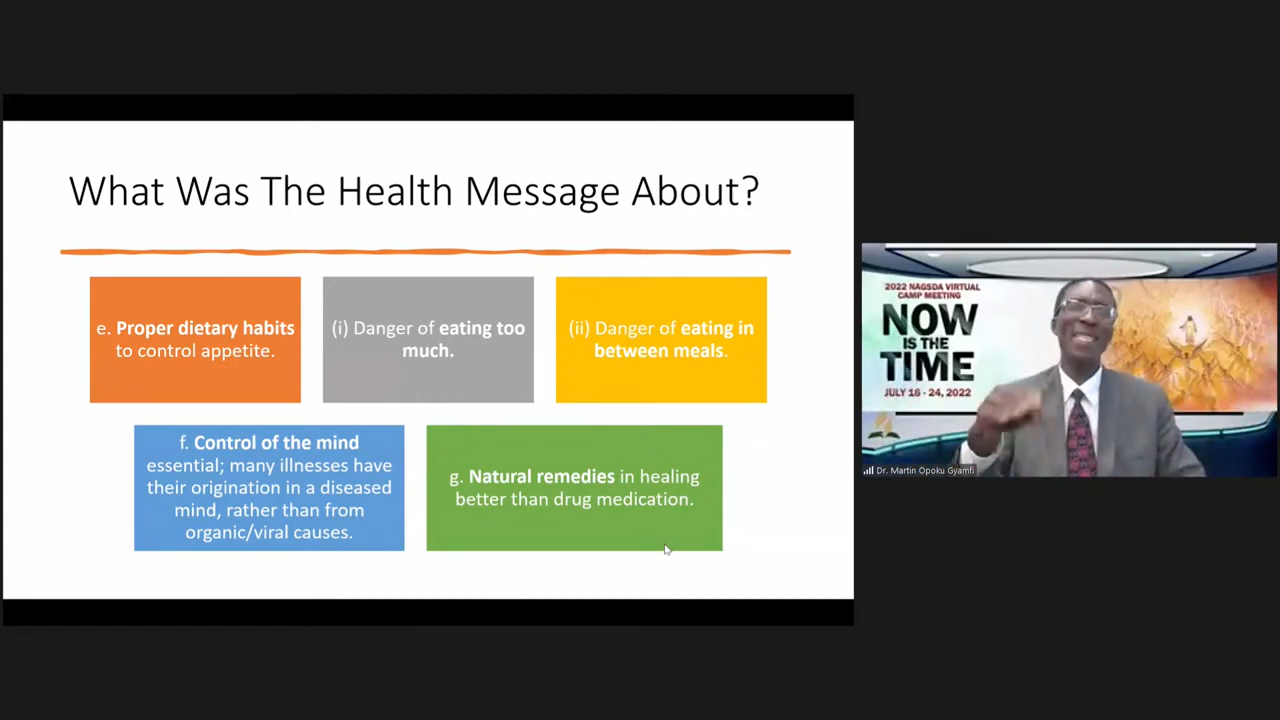 What Was The Health Message About?
e. Proper dietary habits
to control appetite.
(i) Danger of eating too
much.
(ii) Danger of eating in
between meals.
f. Control of the mind
essential; many illnesses have
their origination in a diseased
mind, rather than from
organic/viral causes.
g. Natural remedies in healing
better than drug medication.
2022 NAGSDA VIRTUAL
CAMP MEETING
NOW
IS THE
TIME
JULY 16 - 24, 2022
Dr. Martin Opoku Gyamfi